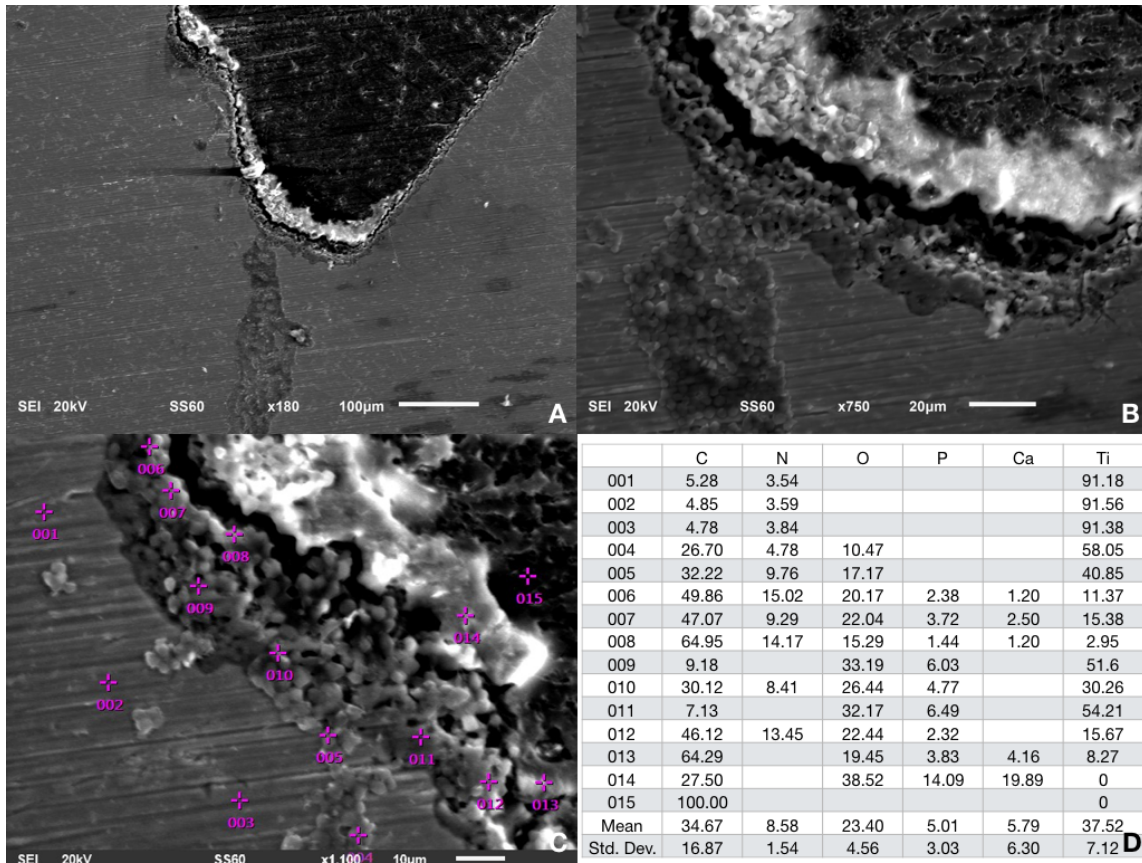 SEI 20kV SS60 x180 100µm A
SEI 20kV SS60 x750 20µm B
006
007
001
008
015
009
014
010
002
005
011
012
013
003
004
20kV SS60 x1,100 10µm C
C N O P Ca Ti
001 5.28 3.54 91.18
002 4.85 3.59 91.56
003 4.78 3.84 91.38
004 26.70 4.78 10.47 58.05
005 32.22 9.76 17.17 40.85
006 49.86 15.02 20.17 2.38 1.20 11.37
007 47.07 9.29 22.04 3.72 2.50 15.38
008 64.95 14.17 15.29 1.44 1.20 2.95
009 9.18 33.19 6.03 51.6
010 30.12 8.41 26.44 4.77 30.26
011 7.13 32.17 6.49 54.21
012 46.12 13.45 22.44 2.32 15.67
013 64.29 19.45 3.83 4.16 8.27
014 27.50 38.52 14.09 19.89 0
015 100.00 0
Mean 34.67 8.58 23.40 5.01 5.79 37.52
Std. Dev. 16.87 1.54 4.56 3.03 6.30 7.12
D